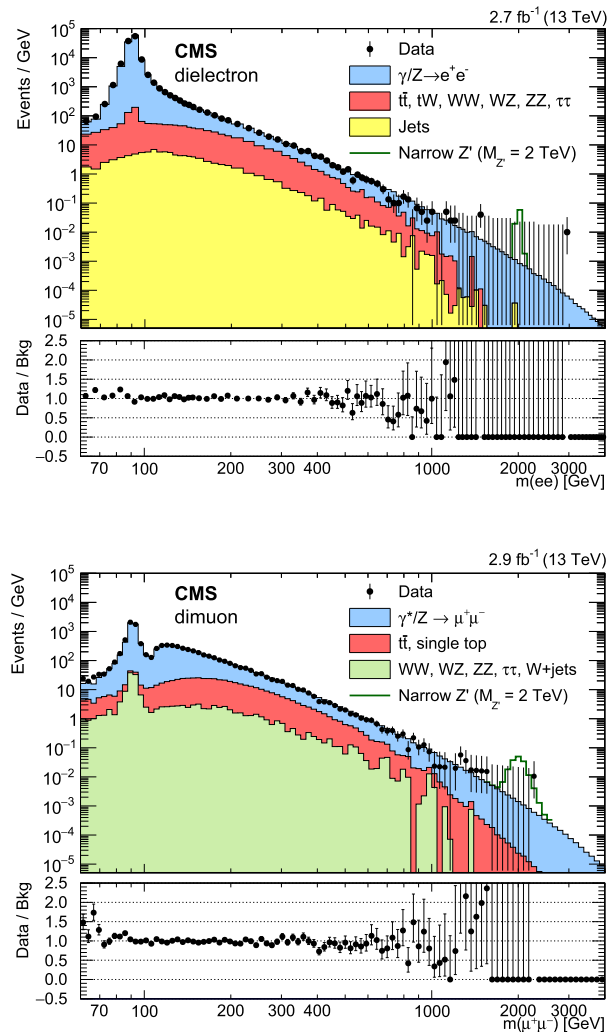 2.7 fb⁻¹ (13 TeV)
CMS
dielectron
Data
γ/Z→e⁺e⁻
tt̄, tW, WW, WZ, ZZ, ττ
Jets
Narrow Z' (M_Z' = 2 TeV)
Events / GeV
10⁵
10⁴
10³
10²
10
1
10⁻¹
10⁻²
10⁻³
10⁻⁴
10⁻⁵
Data / Bkg
2.5
2.0
1.5
1.0
0.5
0.0
−0.5
70 100 200 300 400 1000 2000 3000
m(ee) [GeV]
2.9 fb⁻¹ (13 TeV)
CMS
dimuon
Data
γ*/Z → μ⁺μ⁻
tt̄, single top
WW, WZ, ZZ, ττ, W+jets
Narrow Z' (M_Z' = 2 TeV)
Events / GeV
10⁵
10⁴
10³
10²
10
1
10⁻¹
10⁻²
10⁻³
10⁻⁴
10⁻⁵
Data / Bkg
2.5
2.0
1.5
1.0
0.5
0.0
−0.5
70 100 200 300 400 1000 2000 3000
m(μ⁺μ⁻) [GeV]